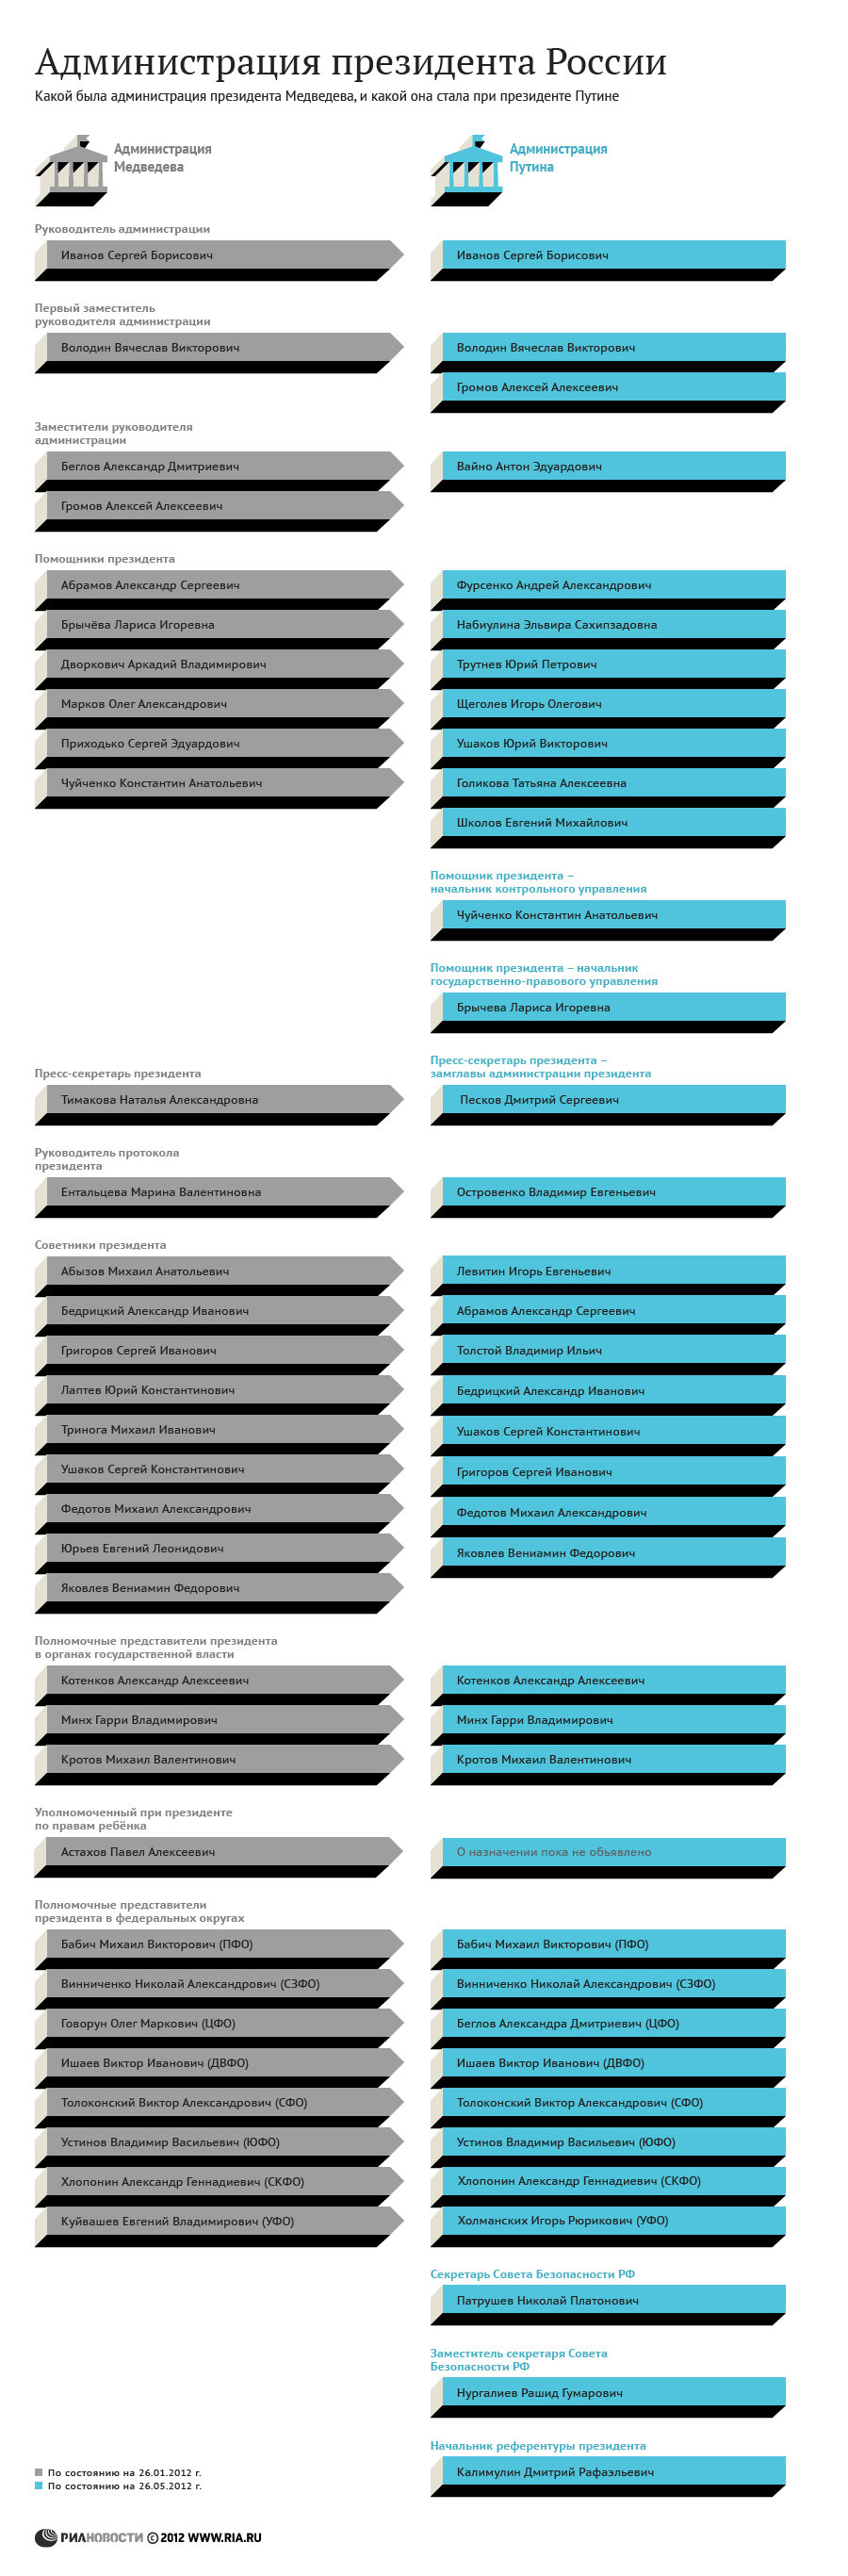 Администрация президента России
Какой была администрация президента Медведева, и какой она стала при президенте Путине
Администрация
Медведева
Администрация
Путина
Руководитель администрации
Иванов Сергей Борисович
Иванов Сергей Борисович
Первый заместитель
руководителя администрации
Володин Вячеслав Викторович
Володин Вячеслав Викторович
Громов Алексей Алексеевич
Заместители руководителя
администрации
Беглов Александр Дмитриевич
Вайно Антон Эдуардович
Громов Алексей Алексеевич
Помощники президента
Абрамов Александр Сергеевич
Фурсенко Андрей Александрович
Брычёва Лариса Игоревна
Набиулина Эльвира Сахипзадовна
Дворкович Аркадий Владимирович
Трутнев Юрий Петрович
Марков Олег Александрович
Щеголев Игорь Олегович
Приходько Сергей Эдуардович
Ушаков Юрий Викторович
Чуйченко Константин Анатольевич
Голикова Татьяна Алексеевна
Школов Евгений Михайлович
Помощник президента –
начальник контрольного управления
Чуйченко Константин Анатольевич
Помощник президента – начальник
государственно-правового управления
Брычева Лариса Игоревна
Пресс-секретарь президента
Тимакова Наталья Александровна
Пресс-секретарь президента –
замглавы администрации президента
Песков Дмитрий Сергеевич
Руководитель протокола
президента
Ентальцева Марина Валентиновна
Островенко Владимир Евгеньевич
Советники президента
Абызов Михаил Анатольевич
Левитин Игорь Евгеньевич
Бедрицкий Александр Иванович
Абрамов Александр Сергеевич
Григоров Сергей Иванович
Толстой Владимир Ильич
Лаптев Юрий Константинович
Бедрицкий Александр Иванович
Тринога Михаил Иванович
Ушаков Сергей Константинович
Ушаков Сергей Константинович
Григоров Сергей Иванович
Федотов Михаил Александрович
Федотов Михаил Александрович
Юрьев Евгений Леонидович
Яковлев Вениамин Федорович
Яковлев Вениамин Федорович
Полномочные представители президента
в органах государственной власти
Котенков Александр Алексеевич
Котенков Александр Алексеевич
Минх Гарри Владимирович
Минх Гарри Владимирович
Кротов Михаил Валентинович
Кротов Михаил Валентинович
Уполномоченный при президенте
по правам ребёнка
Астахов Павел Алексеевич
О назначении пока не объявлено
Полномочные представители
президента в федеральных округах
Бабич Михаил Викторович (ПФО)
Бабич Михаил Викторович (ПФО)
Винниченко Николай Александрович (СЗФО)
Винниченко Николай Александрович (СЗФО)
Говорун Олег Маркович (ЦФО)
Беглов Александра Дмитриевич (ЦФО)
Ишаев Виктор Иванович (ДВФО)
Ишаев Виктор Иванович (ДВФО)
Толоконский Виктор Александрович (СФО)
Толоконский Виктор Александрович (СФО)
Устинов Владимир Васильевич (ЮФО)
Устинов Владимир Васильевич (ЮФО)
Хлопонин Александр Геннадиевич (СКФО)
Хлопонин Александр Геннадиевич (СКФО)
Куйвашев Евгений Владимирович (УФО)
Холманских Игорь Рюрикович (УФО)
Секретарь Совета Безопасности РФ
Патрушев Николай Платонович
Заместитель секретаря Совета
Безопасности РФ
Нургалиев Рашид Гумарович
Начальник референтуры президента
Калимулин Дмитрий Рафаэльевич
По состоянию на 26.01.2012 г.
По состоянию на 26.05.2012 г.
РИАНОВОСТИ © 2012 WWW.RIA.RU